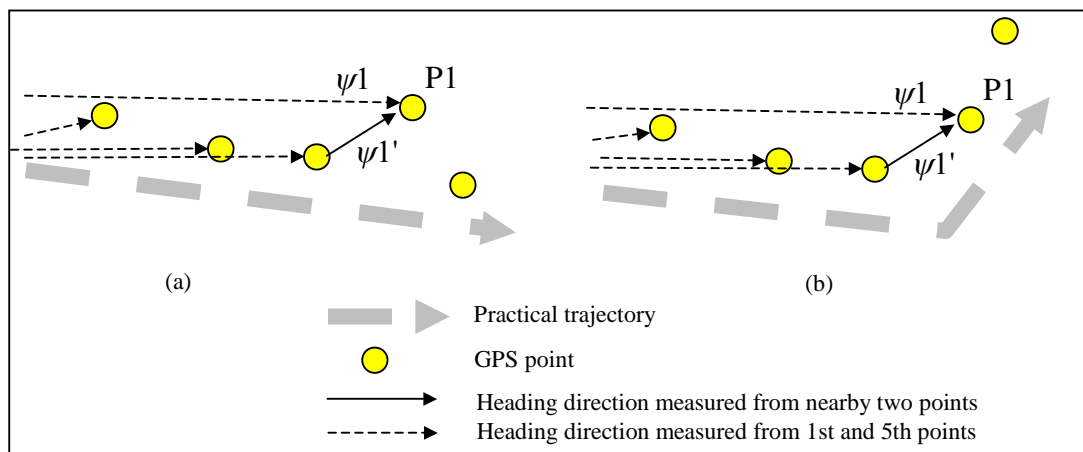 ψ1 P1
ψ1'
(a)
ψ1 P1
ψ1'
(b)
Practical trajectory
GPS point
Heading direction measured from nearby two points
Heading direction measured from 1st and 5th points